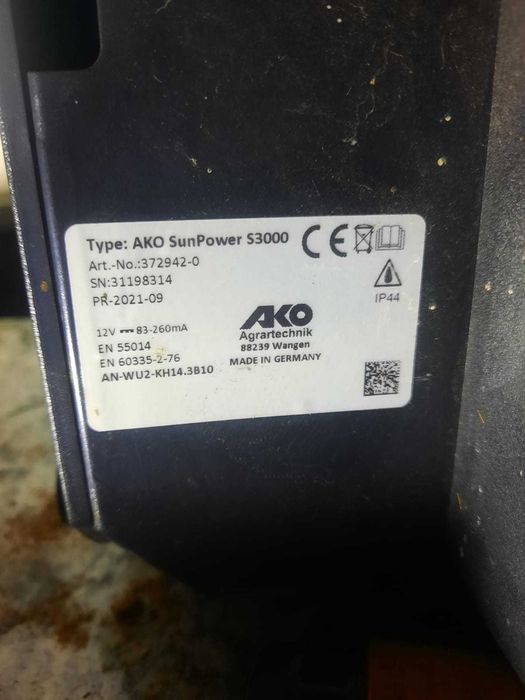 Type: AKO SunPower S3000
CE
Art.-No.:372942-0
SN:31198314
PR-2021-09
IP44
12V ⎓ 83-260mA
EN 55014
EN 60335-2-76
AN-WU2-KH14.3B10
AKO
Agrartechnik
88239 Wangen
MADE IN GERMANY